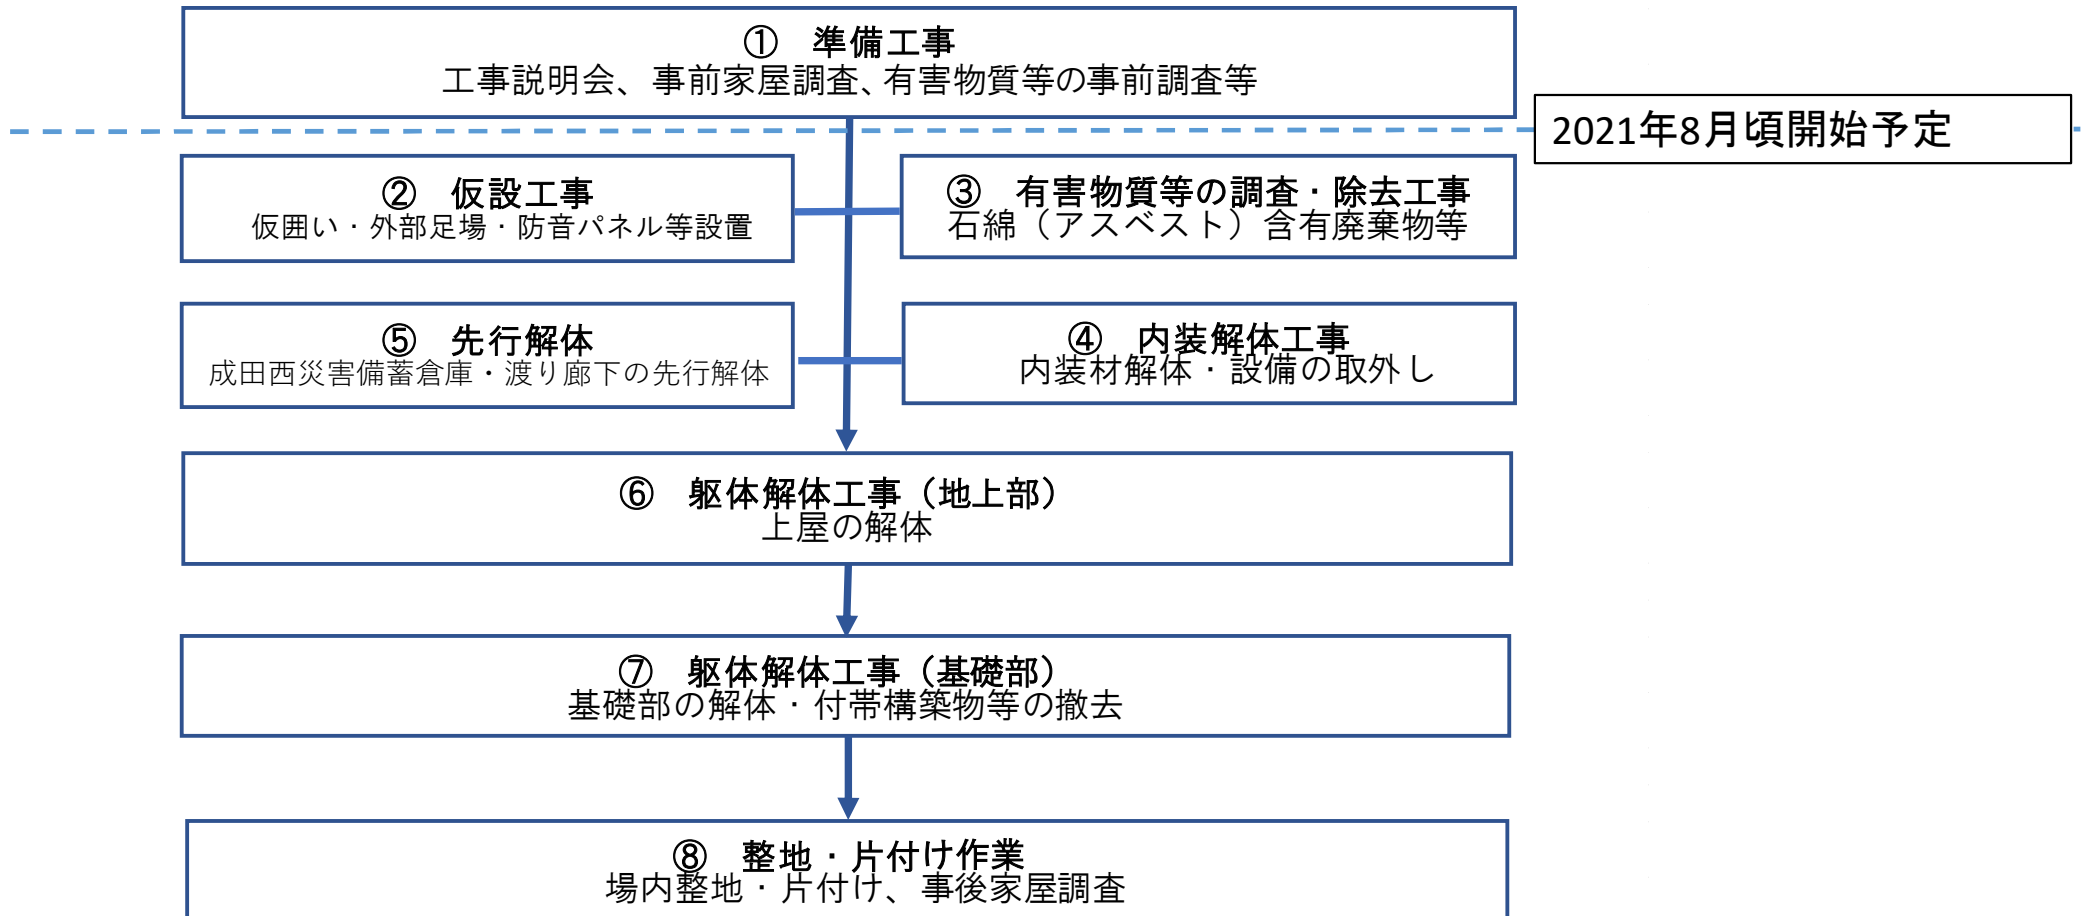 ① 準備工事
工事説明会、事前家屋調査、有害物質等の事前調査等
2021年8月頃開始予定
② 仮設工事
仮囲い・外部足場・防音パネル等設置
③ 有害物質等の調査・除去工事
石綿（アスベスト）含有廃棄物等
⑤ 先行解体
成田西災害備蓄倉庫・渡り廊下の先行解体
④ 内装解体工事
内装材解体・設備の取外し
⑥ 躯体解体工事（地上部）
上屋の解体
⑦ 躯体解体工事（基礎部）
基礎部の解体・付帯構築物等の撤去
⑧ 整地・片付け作業
場内整地・片付け、事後家屋調査